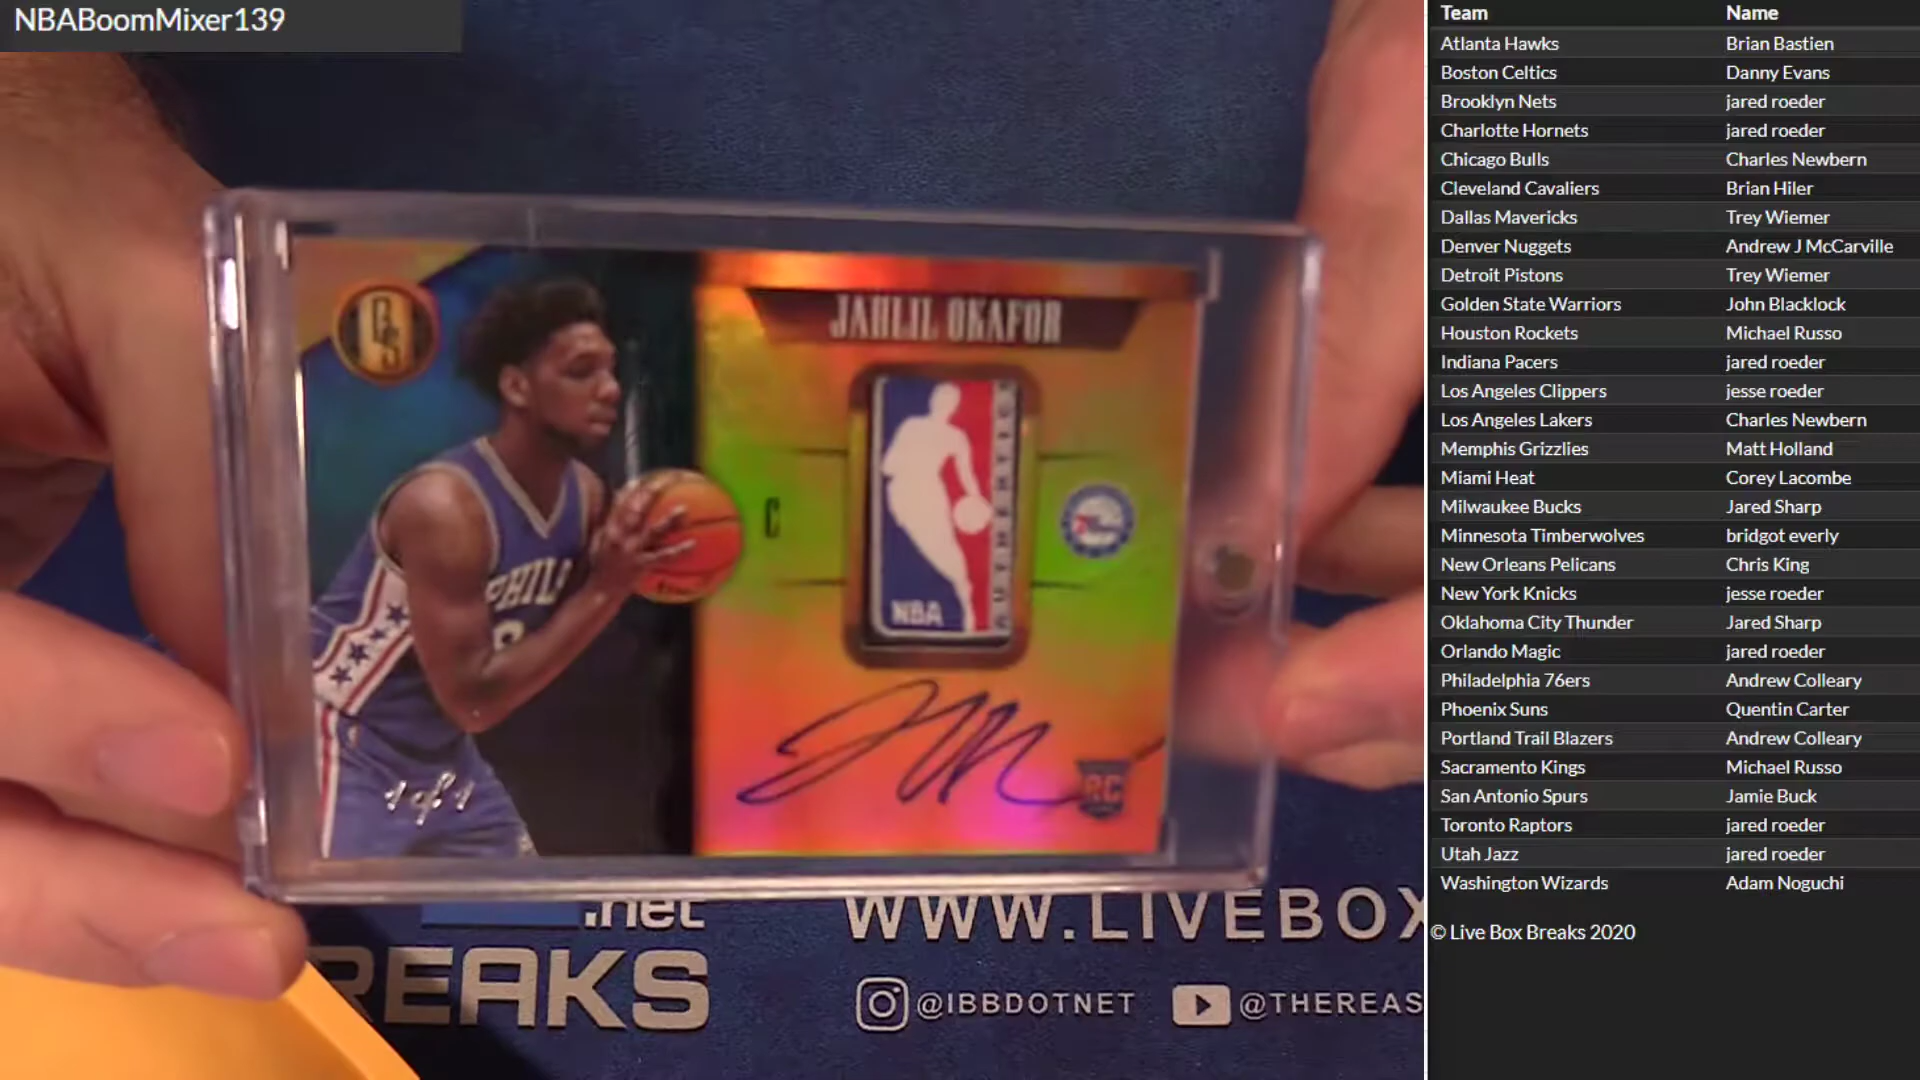 NBABoomMixer139
GS
JAHLIL OKAFOR
C
AUTHENTICS
NBA
PHILA
1 of 1
RC
.net
REAKS
WWW.LIVEBOX
@IBBDOTNET
@THEREAS
Team Name
Atlanta Hawks Brian Bastien
Boston Celtics Danny Evans
Brooklyn Nets jared roeder
Charlotte Hornets jared roeder
Chicago Bulls Charles Newbern
Cleveland Cavaliers Brian Hiler
Dallas Mavericks Trey Wiemer
Denver Nuggets Andrew J McCarville
Detroit Pistons Trey Wiemer
Golden State Warriors John Blacklock
Houston Rockets Michael Russo
Indiana Pacers jared roeder
Los Angeles Clippers jesse roeder
Los Angeles Lakers Charles Newbern
Memphis Grizzlies Matt Holland
Miami Heat Corey Lacombe
Milwaukee Bucks Jared Sharp
Minnesota Timberwolves bridgot everly
New Orleans Pelicans Chris King
New York Knicks jesse roeder
Oklahoma City Thunder Jared Sharp
Orlando Magic jared roeder
Philadelphia 76ers Andrew Colleary
Phoenix Suns Quentin Carter
Portland Trail Blazers Andrew Colleary
Sacramento Kings Michael Russo
San Antonio Spurs Jamie Buck
Toronto Raptors jared roeder
Utah Jazz jared roeder
Washington Wizards Adam Noguchi
© Live Box Breaks 2020